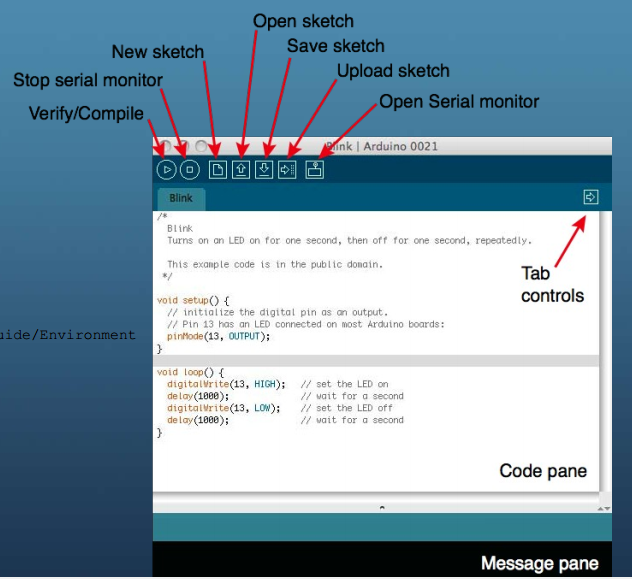 Open sketch
Save sketch
New sketch
Upload sketch
Stop serial monitor
Open Serial monitor
Verify/Compile
Blink | Arduino 0021
Blink
/*
Blink
Turns on an LED on for one second, then off for one second, repeatedly.
This example code is in the public domain.
*/
Tab
controls
void setup() {
// initialize the digital pin as an output.
// Pin 13 has an LED connected on most Arduino boards:
pinMode(13, OUTPUT);
}
uide/Environment
void loop() {
digitalWrite(13, HIGH);   // set the LED on
delay(1000);              // wait for a second
digitalWrite(13, LOW);    // set the LED off
delay(1000);              // wait for a second
}
Code pane
Message pane